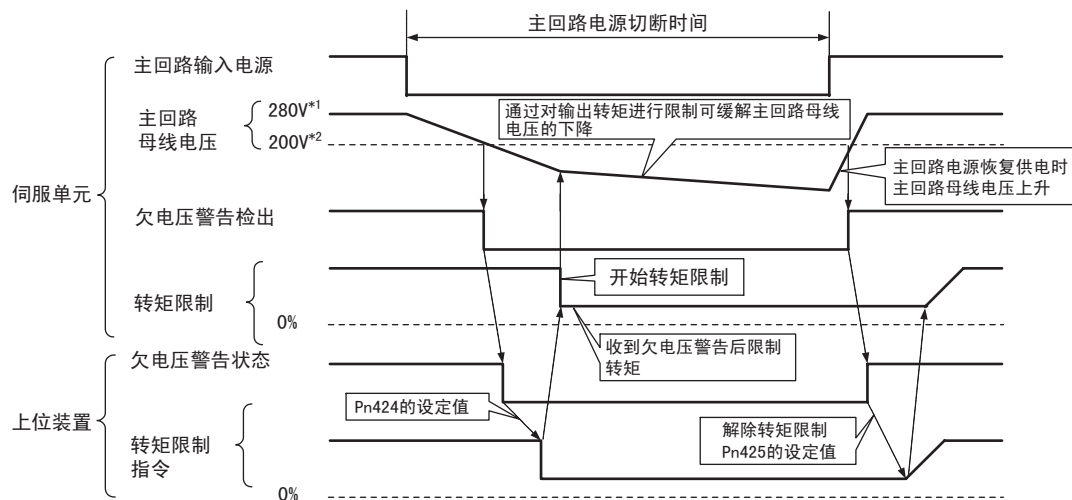 主回路电源切断时间
主回路输入电源
主回路
母线电压
280V*1
200V*2
通过对输出转矩进行限制可缓解主回路母线
电压的下降
主回路电源恢复供电时
主回路母线电压上升
伺服单元
欠电压警告检出
转矩限制
开始转矩限制
0%
收到欠电压警告后限制
转矩
欠电压警告状态
上位装置
Pn424的设定值
解除转矩限制
Pn425的设定值
转矩限制
指令
0%